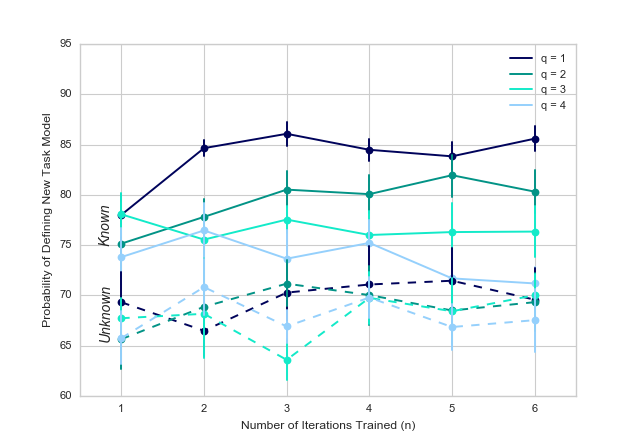 95
90
85
80
75
70
65
60
Probability of Defining New Task Model
Known
Unknown
q = 1
q = 2
q = 3
q = 4
1 2 3 4 5 6
Number of Iterations Trained (n)